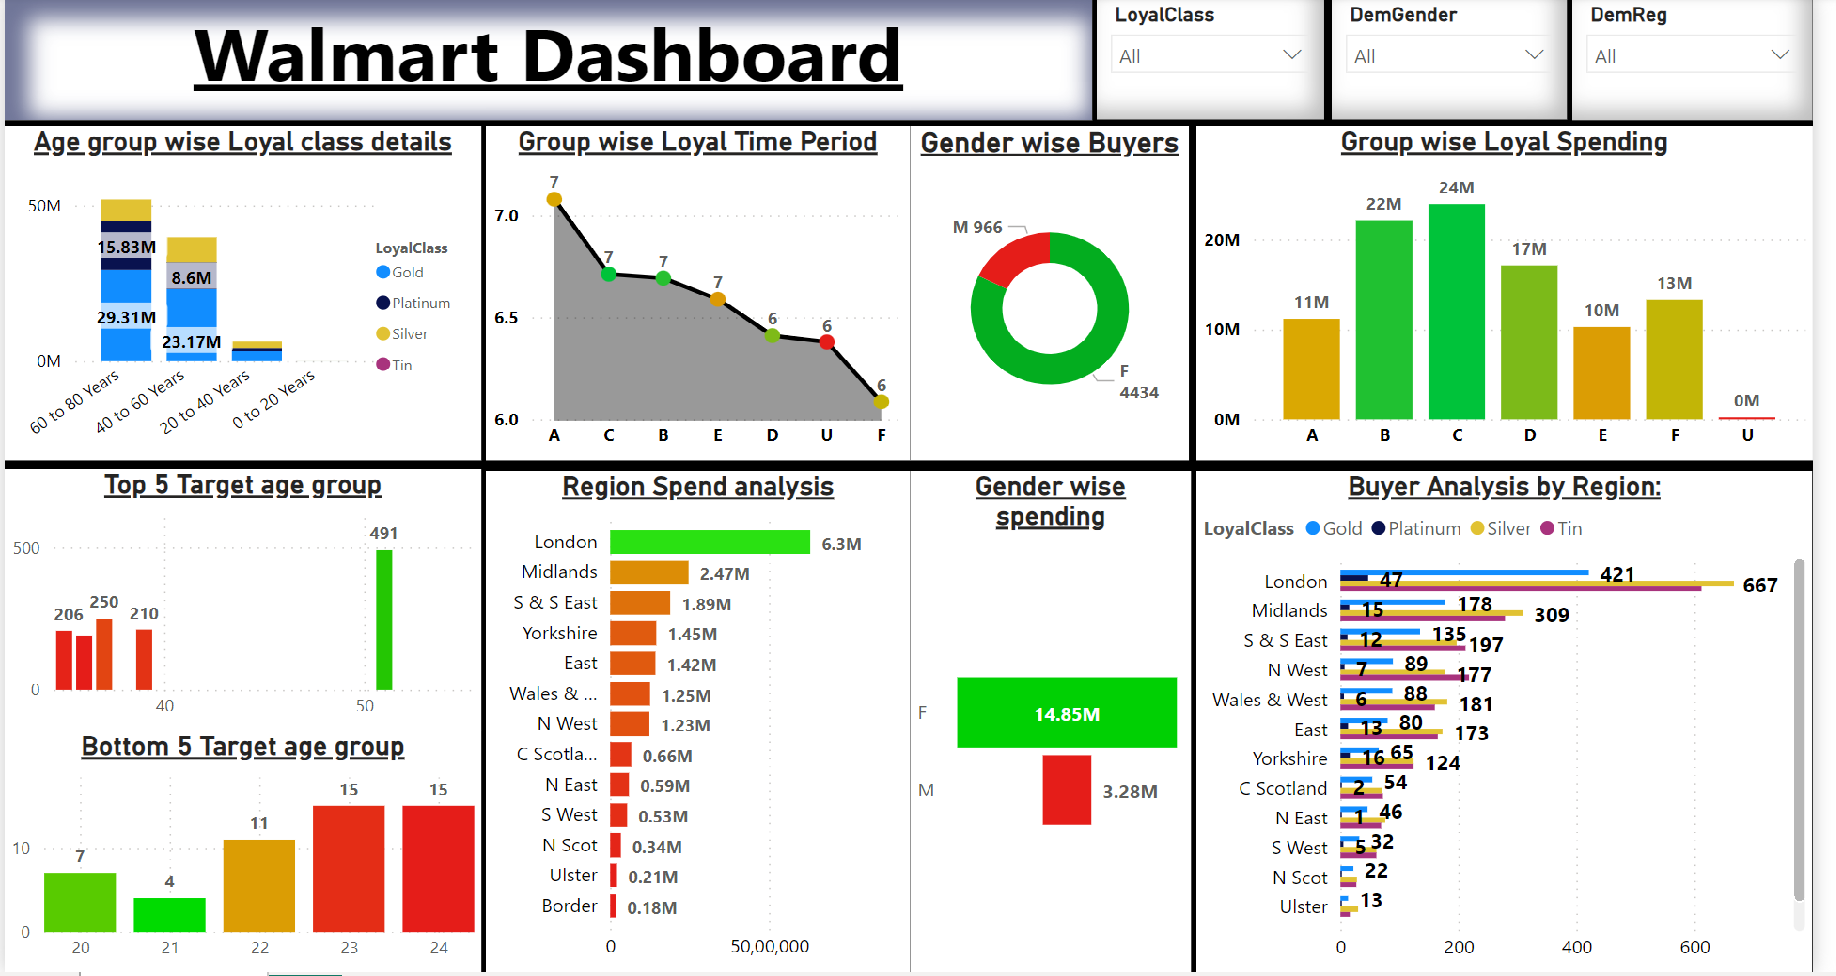 Walmart Dashboard
LoyalClass
All
DemGender
All
DemReg
All
Age group wise Loyal class details
50M
0M
15.83M
29.31M
8.6M
23.17M
60 to 80 Years
40 to 60 Years
20 to 40 Years
0 to 20 Years
LoyalClass
Gold
Platinum
Silver
Tin
Group wise Loyal Time Period
7.0
6.5
6.0
7
7
7
7
6
6
6
A C B E D U F
Gender wise Buyers
M 966
F
4434
Group wise Loyal Spending
20M
10M
0M
11M
22M
24M
17M
10M
13M
0M
A B C D E F U
Top 5 Target age group
500
0
206
250
210
491
40 50
Bottom 5 Target age group
10
0
7
4
11
15
15
20 21 22 23 24
Region Spend analysis
London 6.3M
Midlands 2.47M
S & S East 1.89M
Yorkshire 1.45M
East 1.42M
Wales & ... 1.25M
N West 1.23M
C Scotla... 0.66M
N East 0.59M
S West 0.53M
N Scot 0.34M
Ulster 0.21M
Border 0.18M
0 50,00,000
Gender wise
spending
F 14.85M
M 3.28M
Buyer Analysis by Region:
LoyalClass Gold Platinum Silver Tin
London 47 421 667
Midlands 15 178 309
S & S East 12 135 197
N West 7 89 177
Wales & West 6 88 181
East 13 80 173
Yorkshire 16 65 124
C Scotland 2 54
N East 1 46
S West 5 32
N Scot 22
Ulster 13
0 200 400 600